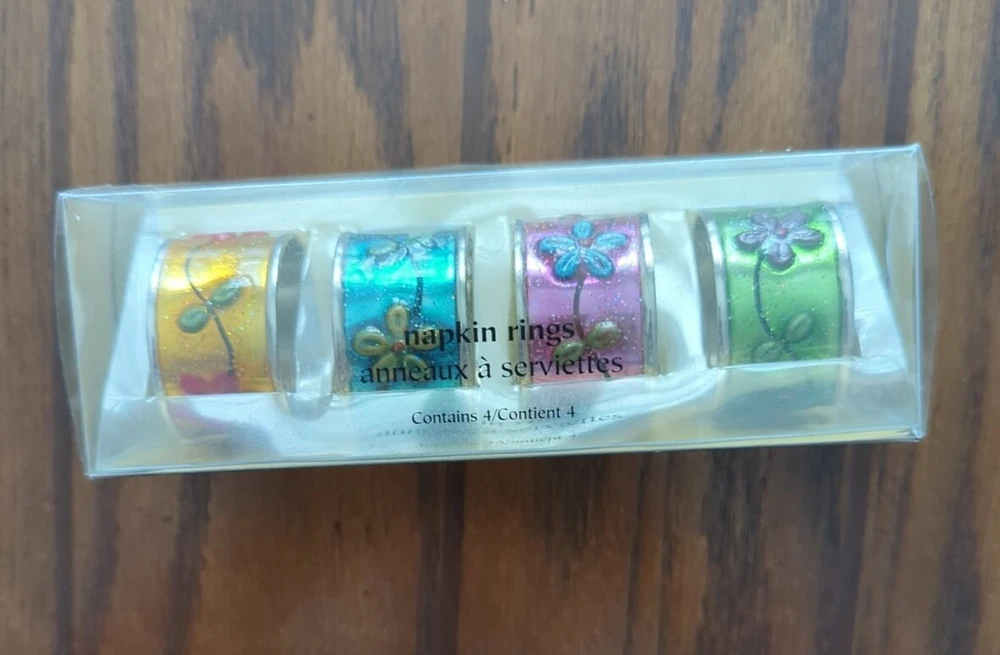 napkin rings
anneaux à serviettes
Contains 4/Contient 4